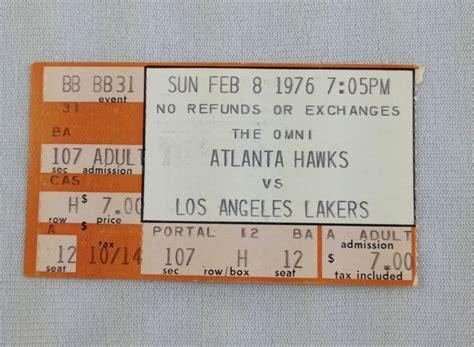 BB BB31
event
31
BA
107 ADULT
sec. admission
CAS
H $ 7.00
row price
A tax
12 10/14
seat
SUN FEB 8 1976 7:05PM
NO REFUNDS OR EXCHANGES
THE OMNI
ATLANTA HAWKS
VS
LOS ANGELES LAKERS
PORTAL 12 BA
107 H 12
sec. row/box seat
A ADULT
admission
$ 7.00
tax included